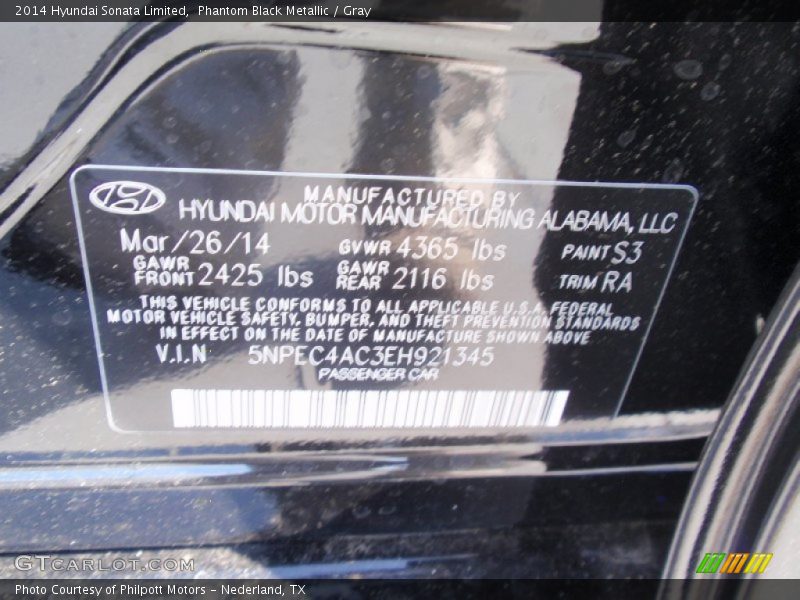 2014 Hyundai Sonata Limited, Phantom Black Metallic / Gray
MANUFACTURED BY
HYUNDAI MOTOR MANUFACTURING ALABAMA, LLC
Mar/26/14 GVWR 4365 lbs PAINT S3
GAWR FRONT 2425 lbs GAWR REAR 2116 lbs TRIM RA
THIS VEHICLE CONFORMS TO ALL APPLICABLE U.S.A. FEDERAL
MOTOR VEHICLE SAFETY, BUMPER, AND THEFT PREVENTION STANDARDS
IN EFFECT ON THE DATE OF MANUFACTURE SHOWN ABOVE
V.I.N 5NPEC4AC3EH921345
PASSENGER CAR
GTCarLot.com
Photo Courtesy of Philpott Motors - Nederland, TX